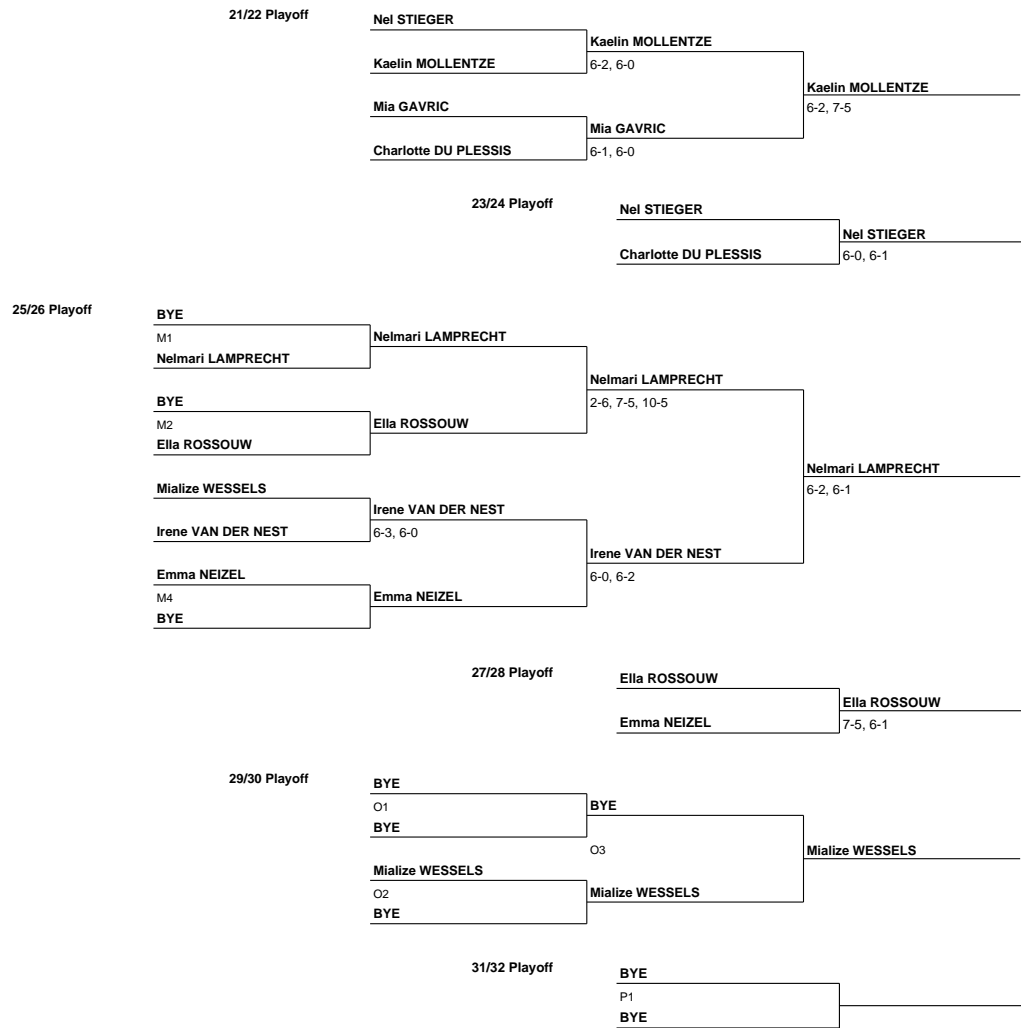 21/22 Playoff
Nel STIEGER
Kaelin MOLLENTZE
Kaelin MOLLENTZE
6-2, 6-0
Kaelin MOLLENTZE
6-2, 7-5
Mia GAVRIC
Mia GAVRIC
Charlotte DU PLESSIS
6-1, 6-0
23/24 Playoff
Nel STIEGER
Nel STIEGER
Charlotte DU PLESSIS
6-0, 6-1
25/26 Playoff
BYE
M1
Nelmari LAMPRECHT
Nelmari LAMPRECHT
Nelmari LAMPRECHT
2-6, 7-5, 10-5
BYE
M2
Ella ROSSOUW
Ella ROSSOUW
Nelmari LAMPRECHT
6-2, 6-1
Mialize WESSELS
Irene VAN DER NEST
Irene VAN DER NEST
6-3, 6-0
Irene VAN DER NEST
6-0, 6-2
Emma NEIZEL
M4
Emma NEIZEL
BYE
27/28 Playoff
Ella ROSSOUW
Ella ROSSOUW
Emma NEIZEL
7-5, 6-1
29/30 Playoff
BYE
O1
BYE
BYE
O3
Mialize WESSELS
Mialize WESSELS
O2
Mialize WESSELS
BYE
31/32 Playoff
BYE
P1
BYE